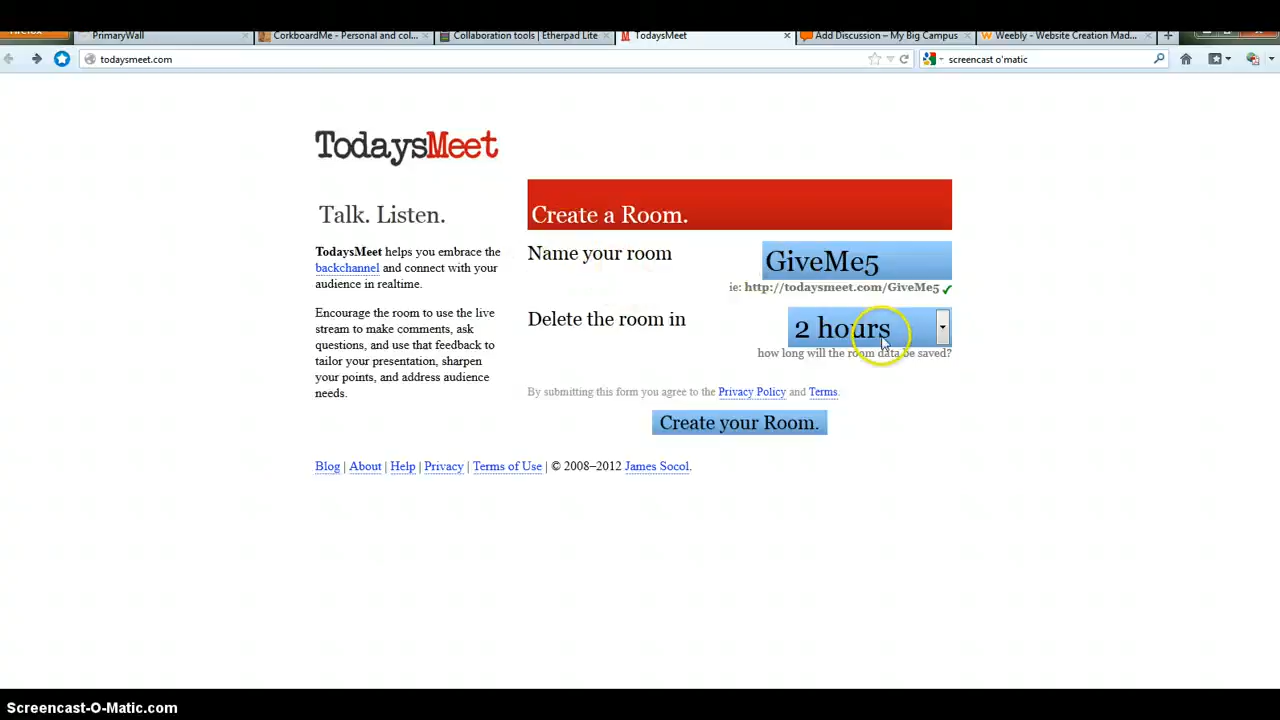 PrimaryWall
CorkboardMe - Personal and col...
Collaboration tools | Etherpad Lite
TodaysMeet
Add Discussion — My Big Campus
Weebly - Website Creation Mad...
todaysmeet.com
screencast o'matic
TodaysMeet
Talk. Listen.
TodaysMeet helps you embrace the
backchannel and connect with your
audience in realtime.
Encourage the room to use the live
stream to make comments, ask
questions, and use that feedback to
tailor your presentation, sharpen
your points, and address audience
needs.
Create a Room.
Name your room
GiveMe5
ie: http://todaysmeet.com/GiveMe5
Delete the room in
2 hours
how long will the room data be saved?
By submitting this form you agree to the Privacy Policy and Terms.
Create your Room.
Blog | About | Help | Privacy | Terms of Use | © 2008–2012 James Socol.
Screencast-O-Matic.com